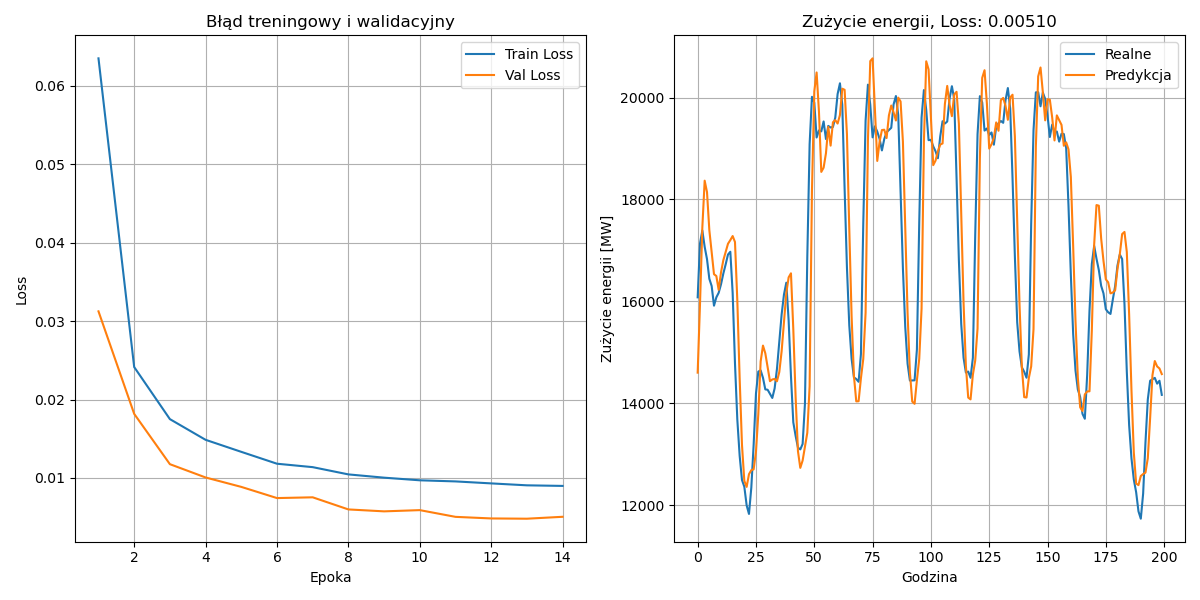 Błąd treningowy i walidacyjny
Train Loss
Val Loss
0.06
0.05
0.04
0.03
0.02
0.01
Loss
2
4
6
8
10
12
14
Epoka
Zużycie energii, Loss: 0.00510
Realne
Predykcja
20000
18000
16000
14000
12000
Zużycie energii [MW]
0
25
50
75
100
125
150
175
200
Godzina